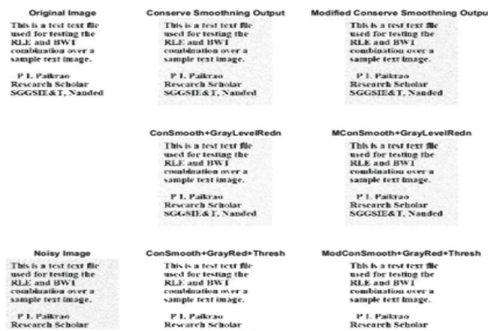 Original Image
This is a test text file
used for testing the
RLE and BWT
combination over a
sample text image.
P L Paikrao
Research Scholar
SGGSIE&T, Nanded
Conserve Smoothning Output
This is a test text file
used for testing the
RLE and BWT
combination over a
sample text image.
P L Paikrao
Research Scholar
SGGSIE&T, Nanded
Modified Conserve Smoothning Outpu
This is a test text file
used for testing the
RLE and BWT
combination over a
sample text image.
P L Paikrao
Research Scholar
SGGSIE&T, Nanded
ConSmooth+GrayLevelRedn
This is a test text file
used for testing the
RLE and BWT
combination over a
sample text image.
P L Paikrao
Research Scholar
SGGSIE&T, Nanded
MConSmooth+GrayLevelRedn
This is a test text file
used for testing the
RLE and BWT
combination over a
sample text image.
P L Paikrao
Research Scholar
SGGSIE&T, Nanded
Noisy Image
This is a test text file
used for testing the
RLE and BWT
combination over a
sample text image.
P L Paikrao
Research Scholar
ConSmooth+GrayRed+Thresh
This is a test text file
used for testing the
RLE and BWT
combination over a
sample text image.
P L Paikrao
Research Scholar
ModConSmooth+GrayRed+Thresh
This is a test text file
used for testing the
RLE and BWT
combination over a
sample text image.
P L Paikrao
Research Scholar